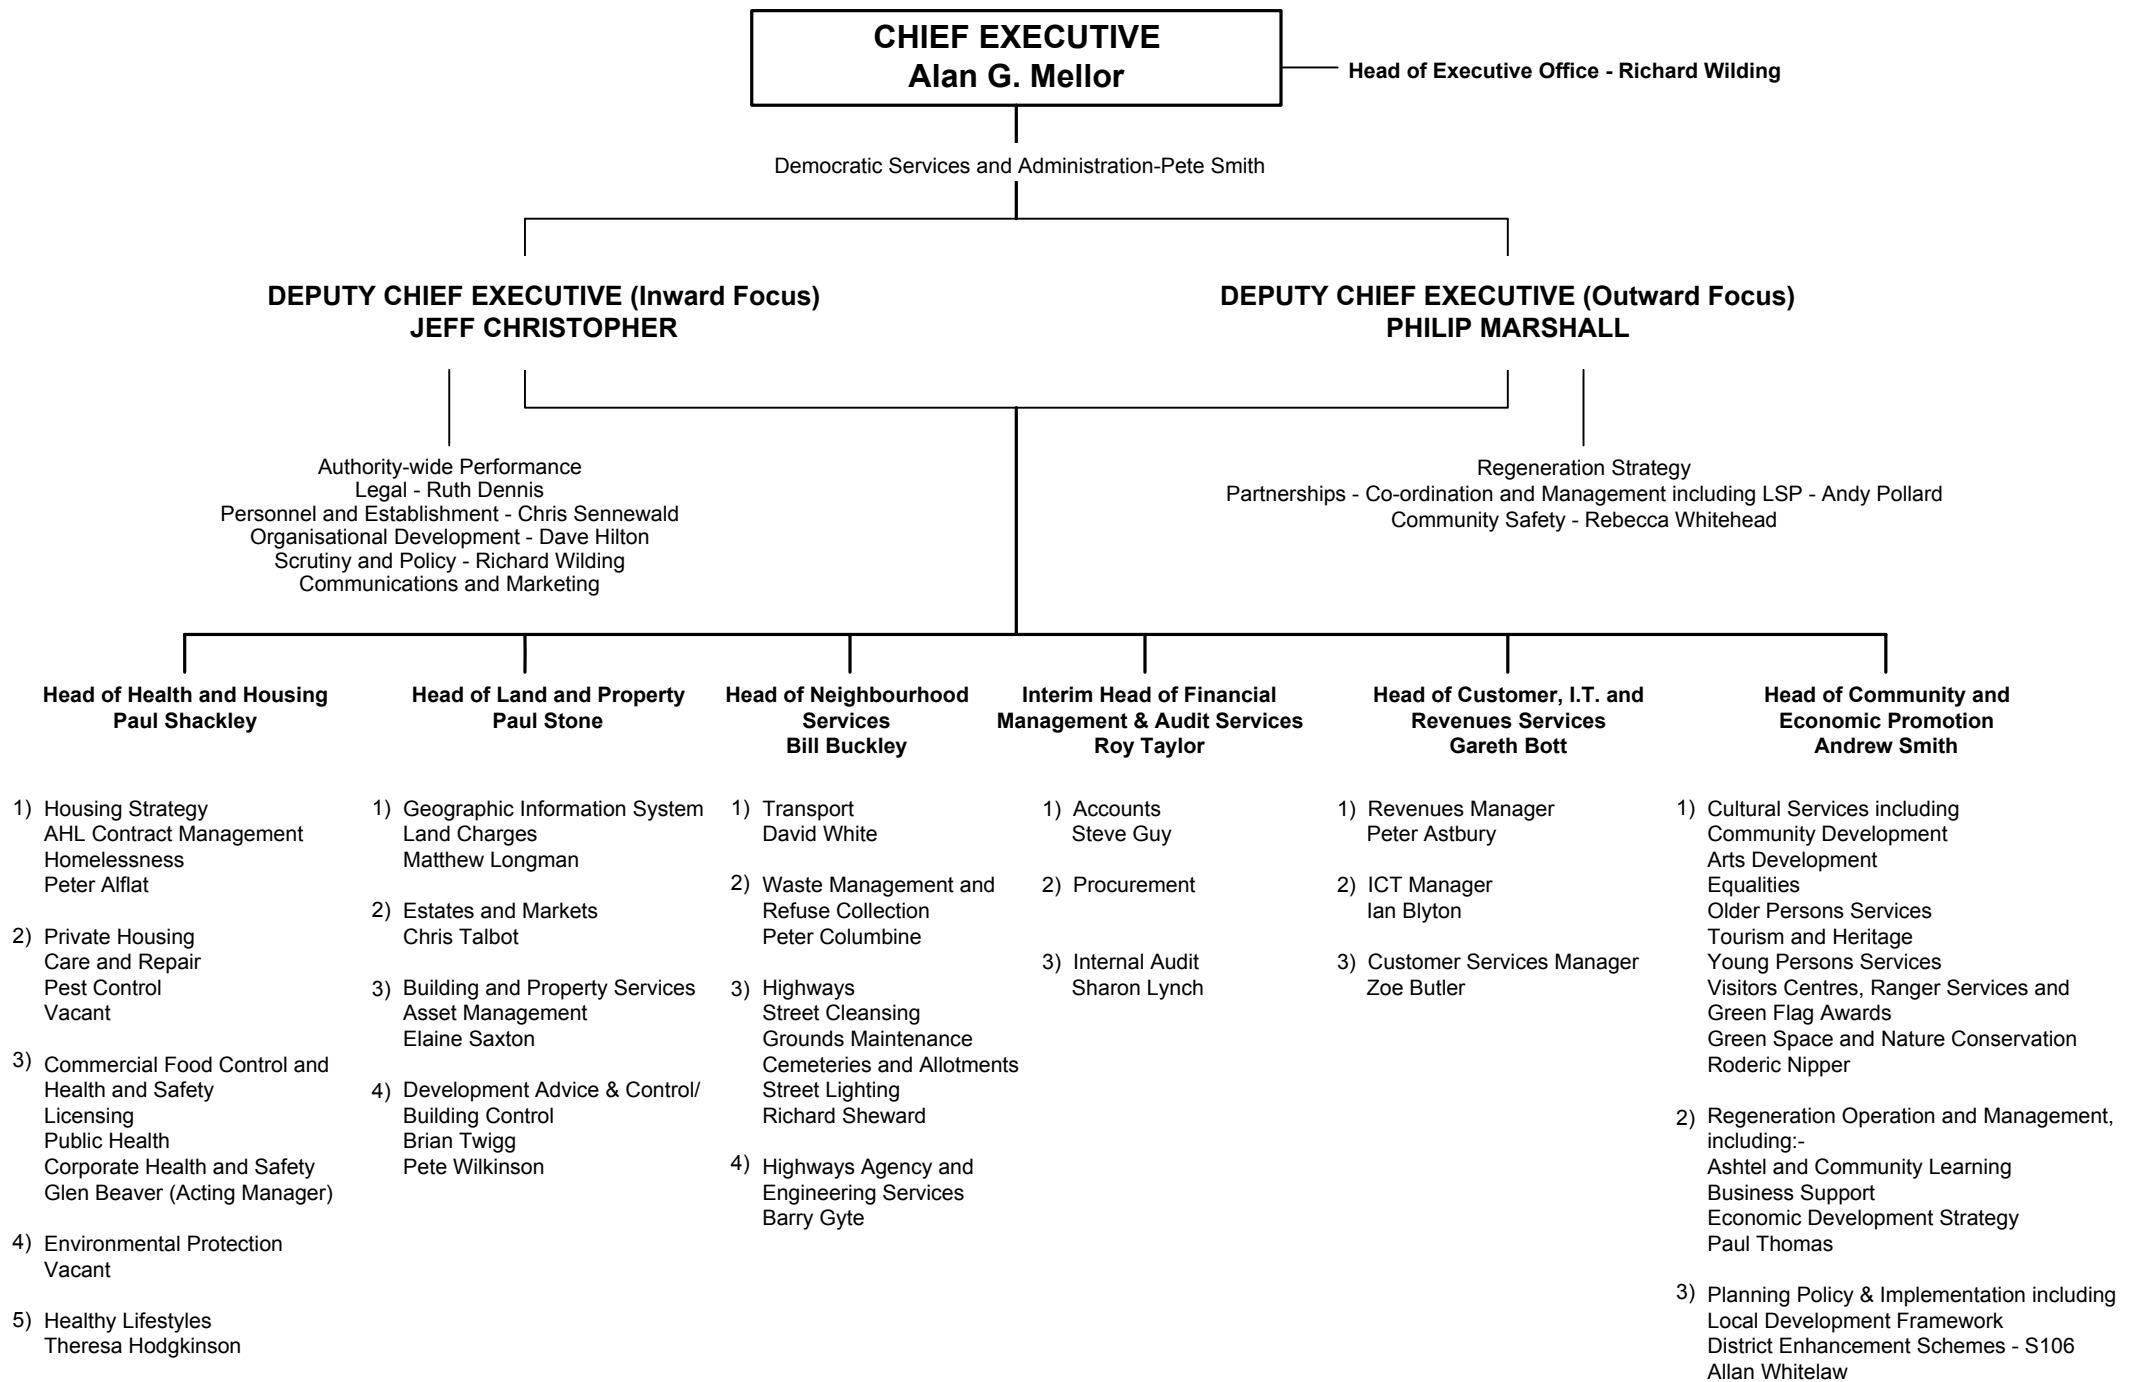 CHIEF EXECUTIVE
Alan G. Mellor
Head of Executive Office - Richard Wilding
Democratic Services and Administration-Pete Smith
DEPUTY CHIEF EXECUTIVE (Inward Focus)
JEFF CHRISTOPHER
DEPUTY CHIEF EXECUTIVE (Outward Focus)
PHILIP MARSHALL
Authority-wide Performance
Legal - Ruth Dennis
Personnel and Establishment - Chris Sennewald
Organisational Development - Dave Hilton
Scrutiny and Policy - Richard Wilding
Communications and Marketing
Regeneration Strategy
Partnerships - Co-ordination and Management including LSP - Andy Pollard
Community Safety - Rebecca Whitehead
Head of Health and Housing
Paul Shackley
1) Housing Strategy
AHL Contract Management
Homelessness
Peter Alflat
2) Private Housing
Care and Repair
Pest Control
Vacant
3) Commercial Food Control and
Health and Safety
Licensing
Public Health
Corporate Health and Safety
Glen Beaver (Acting Manager)
4) Environmental Protection
Vacant
5) Healthy Lifestyles
Theresa Hodgkinson
Head of Land and Property
Paul Stone
1) Geographic Information System
Land Charges
Matthew Longman
2) Estates and Markets
Chris Talbot
3) Building and Property Services
Asset Management
Elaine Saxton
4) Development Advice & Control/
Building Control
Brian Twigg
Pete Wilkinson
Head of Neighbourhood
Services
Bill Buckley
1) Transport
David White
2) Waste Management and
Refuse Collection
Peter Columbine
3) Highways
Street Cleansing
Grounds Maintenance
Cemeteries and Allotments
Street Lighting
Richard Sheward
4) Highways Agency and
Engineering Services
Barry Gyte
Interim Head of Financial
Management & Audit Services
Roy Taylor
1) Accounts
Steve Guy
2) Procurement
3) Internal Audit
Sharon Lynch
Head of Customer, I.T. and
Revenues Services
Gareth Bott
1) Revenues Manager
Peter Astbury
2) ICT Manager
Ian Blyton
3) Customer Services Manager
Zoe Butler
Head of Community and
Economic Promotion
Andrew Smith
1) Cultural Services including
Community Development
Arts Development
Equalities
Older Persons Services
Tourism and Heritage
Young Persons Services
Visitors Centres, Ranger Services and
Green Flag Awards
Green Space and Nature Conservation
Roderic Nipper
2) Regeneration Operation and Management,
including:-
Ashtel and Community Learning
Business Support
Economic Development Strategy
Paul Thomas
3) Planning Policy & Implementation including
Local Development Framework
District Enhancement Schemes - S106
Allan Whitelaw